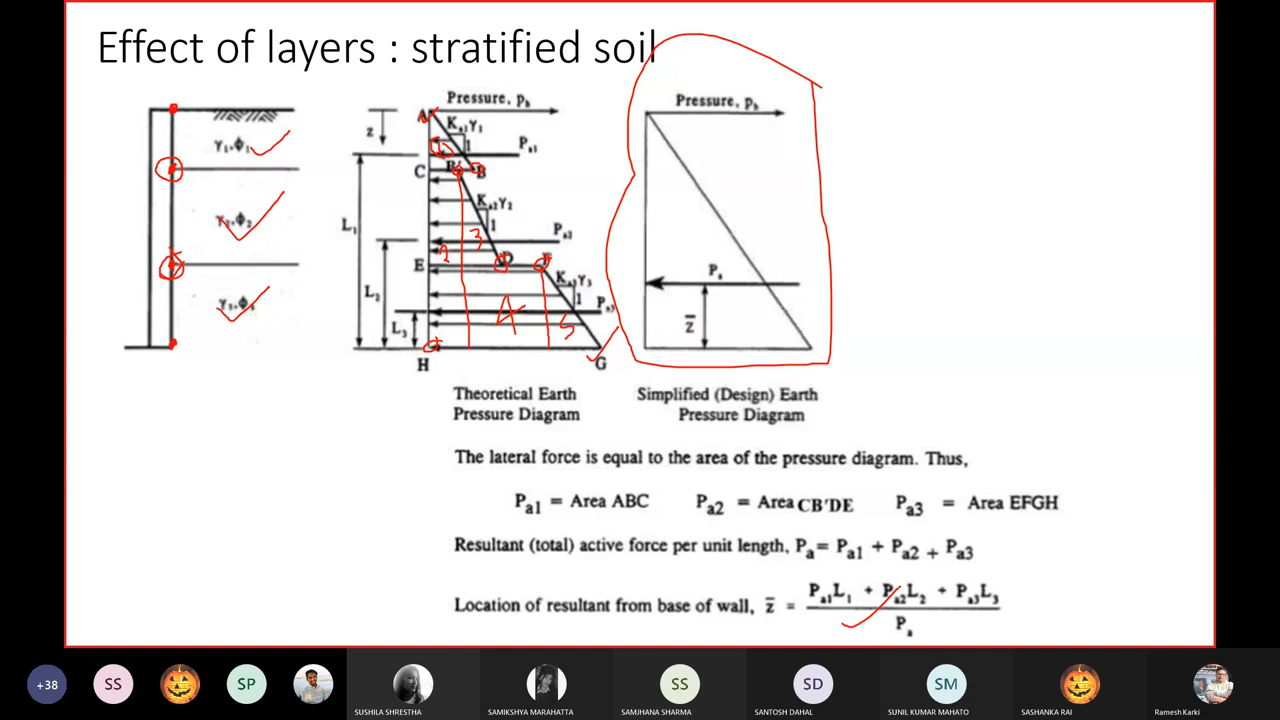 Effect of layers : stratified soil
Pressure, pₕ
Pressure, pₕ
A
z
Kₐ₁γ₁
1
1
Pₐ₁
γ₁.ϕ₁
C
B' B
Kₐ₂γ₂
1
γ₂.ϕ₂
L₁
2
3
Pₐ₂
E
D
F
Kₐ₃γ₃
1
Pₐ
L₂
4
Pₐ₃
L₃
5
z̄
H
G
Theoretical Earth
Pressure Diagram
Simplified (Design) Earth
Pressure Diagram
The lateral force is equal to the area of the pressure diagram. Thus,
Pₐ₁ = Area ABC Pₐ₂ = Area CB'DE Pₐ₃ = Area EFGH
Resultant (total) active force per unit length, Pₐ = Pₐ₁ + Pₐ₂ + Pₐ₃
Location of resultant from base of wall, z̄ = Pₐ₁L₁ + Pₐ₂L₂ + Pₐ₃L₃
Pₐ
+38
SS
SP
SS
SD
SM
SUSHILA SHRESTHA
SAMIKSHYA MARAHATTA
SAMJHANA SHARMA
SANTOSH DAHAL
SUNIL KUMAR MAHATO
SASHANKA RAI
Ramesh Karki